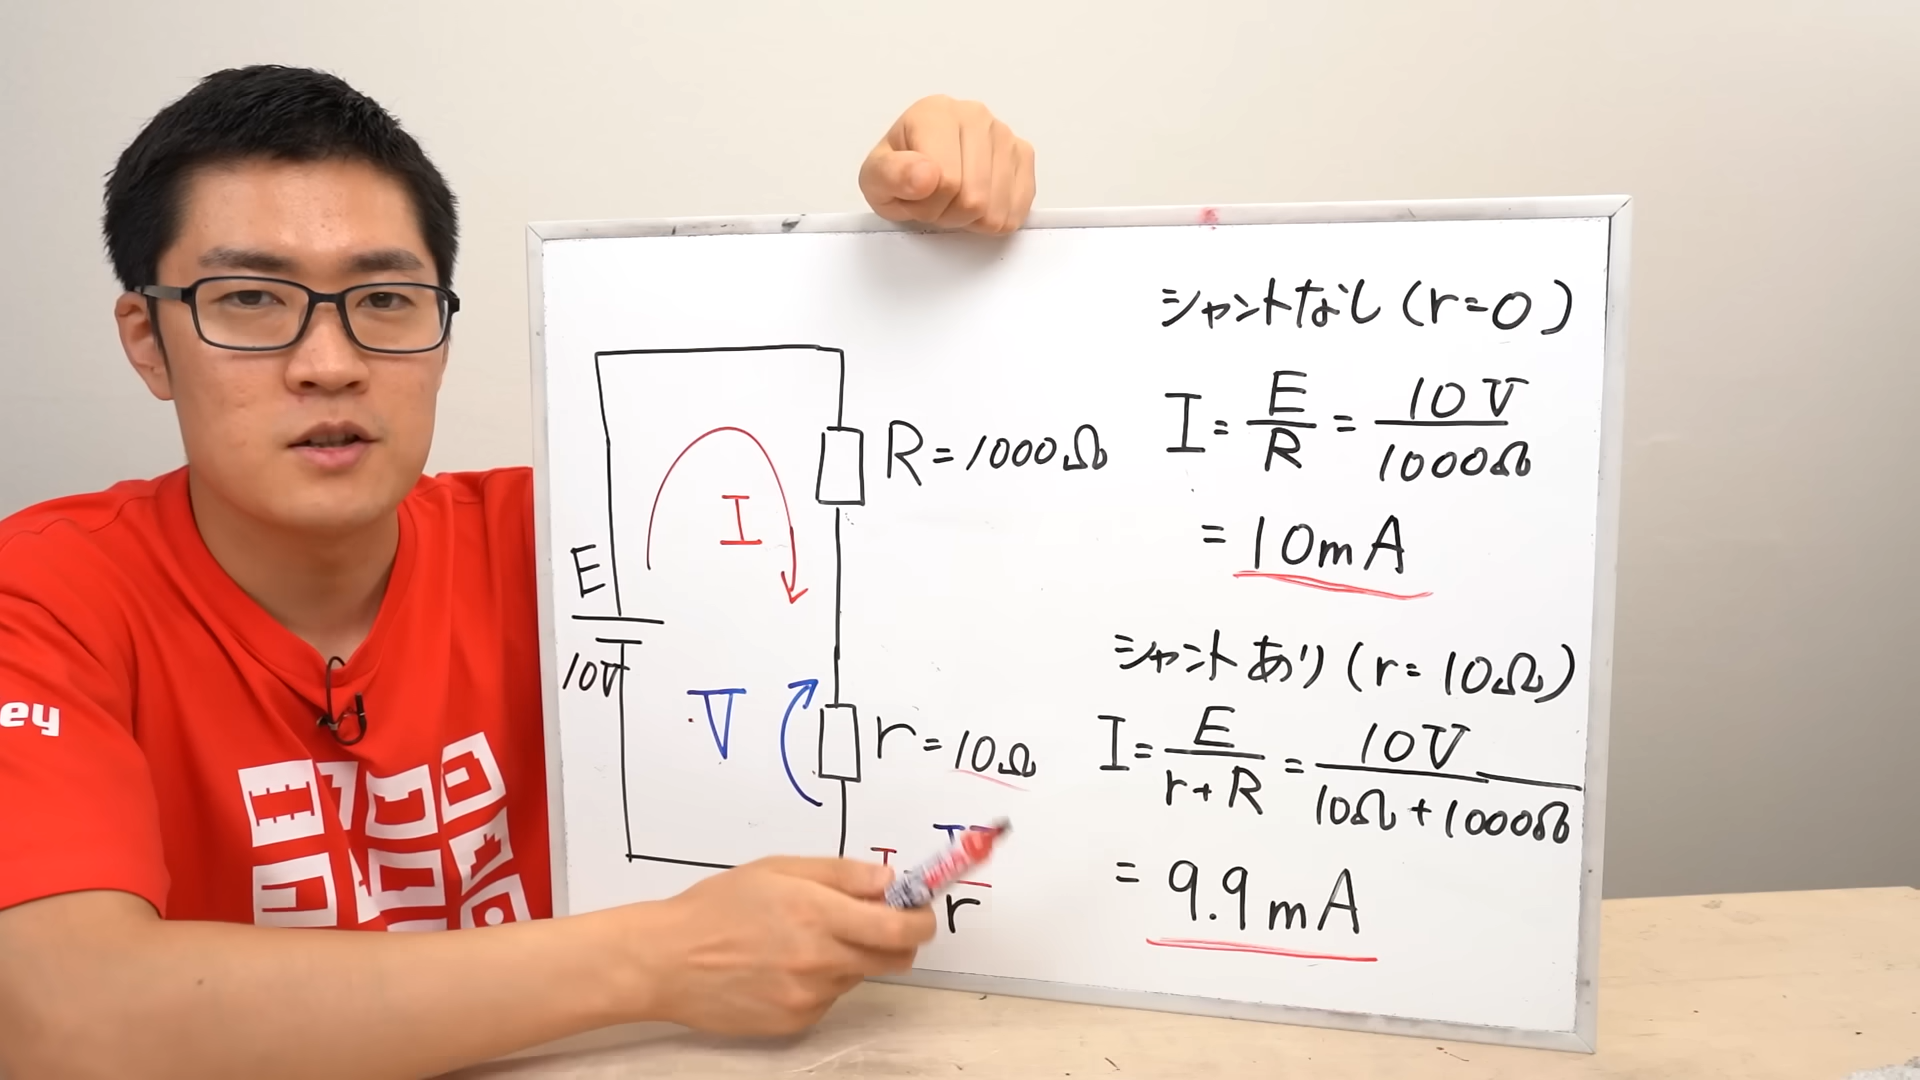 シャントなし (r=0)
I = E/R = 10V/1000Ω
= 10mA
シャントあり (r= 10Ω)
I = E/(r+R) = 10V/(10Ω+1000Ω)
= 9.9mA
R=1000Ω
I
E
10V
V
r=10Ω
r
ey